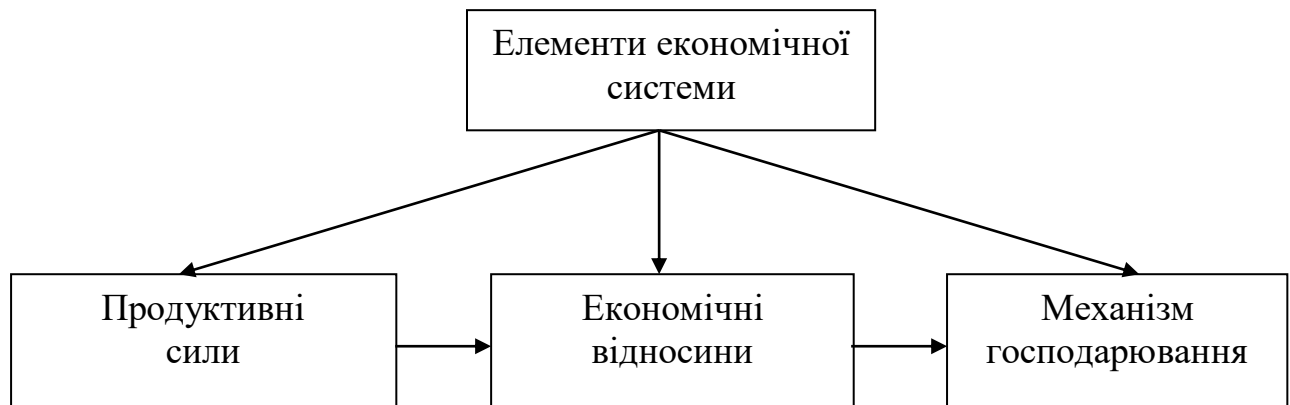 Елементи економічної
системи
Продуктивні
сили
Економічні
відносини
Механізм
господарювання